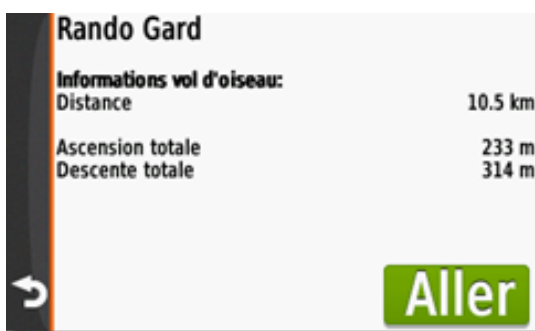 Rando Gard
Informations vol d'oiseau:
Distance 10.5 km
Ascension totale 233 m
Descente totale 314 m
Aller